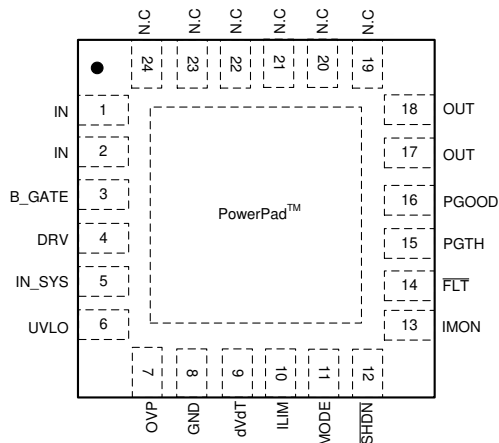 N.C N.C N.C N.C N.C N.C
24 23 22 21 20 19
IN 1
IN 2
B_GATE 3
DRV 4
IN_SYS 5
UVLO 6
PowerPad™
18 OUT
17 OUT
16 PGOOD
15 PGTH
14 F̅L̅T̅
13 IMON
7 8 9 10 11 12
OVP GND dVdT ILIM MODE S̅H̅D̅N̅